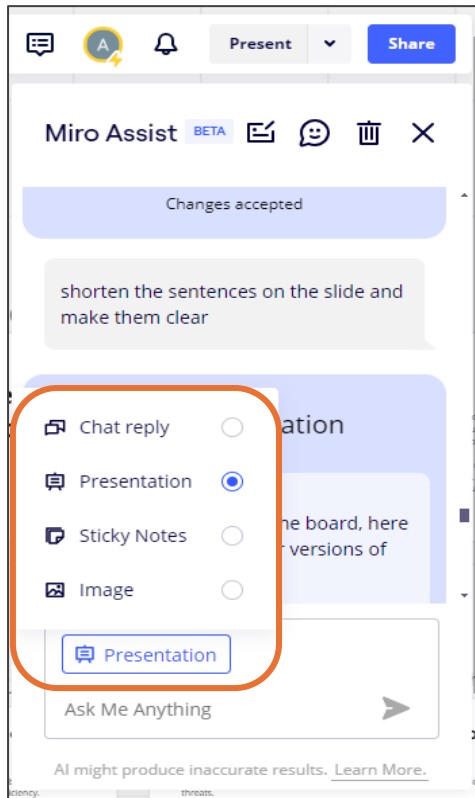 A
Present
Share
Miro Assist BETA
Changes accepted
shorten the sentences on the slide and
make them clear
ation
Chat reply
Presentation
he board, here
Sticky Notes
versions of
Image
Presentation
Ask Me Anything
AI might produce inaccurate results. Learn More.
iciency.
threats.